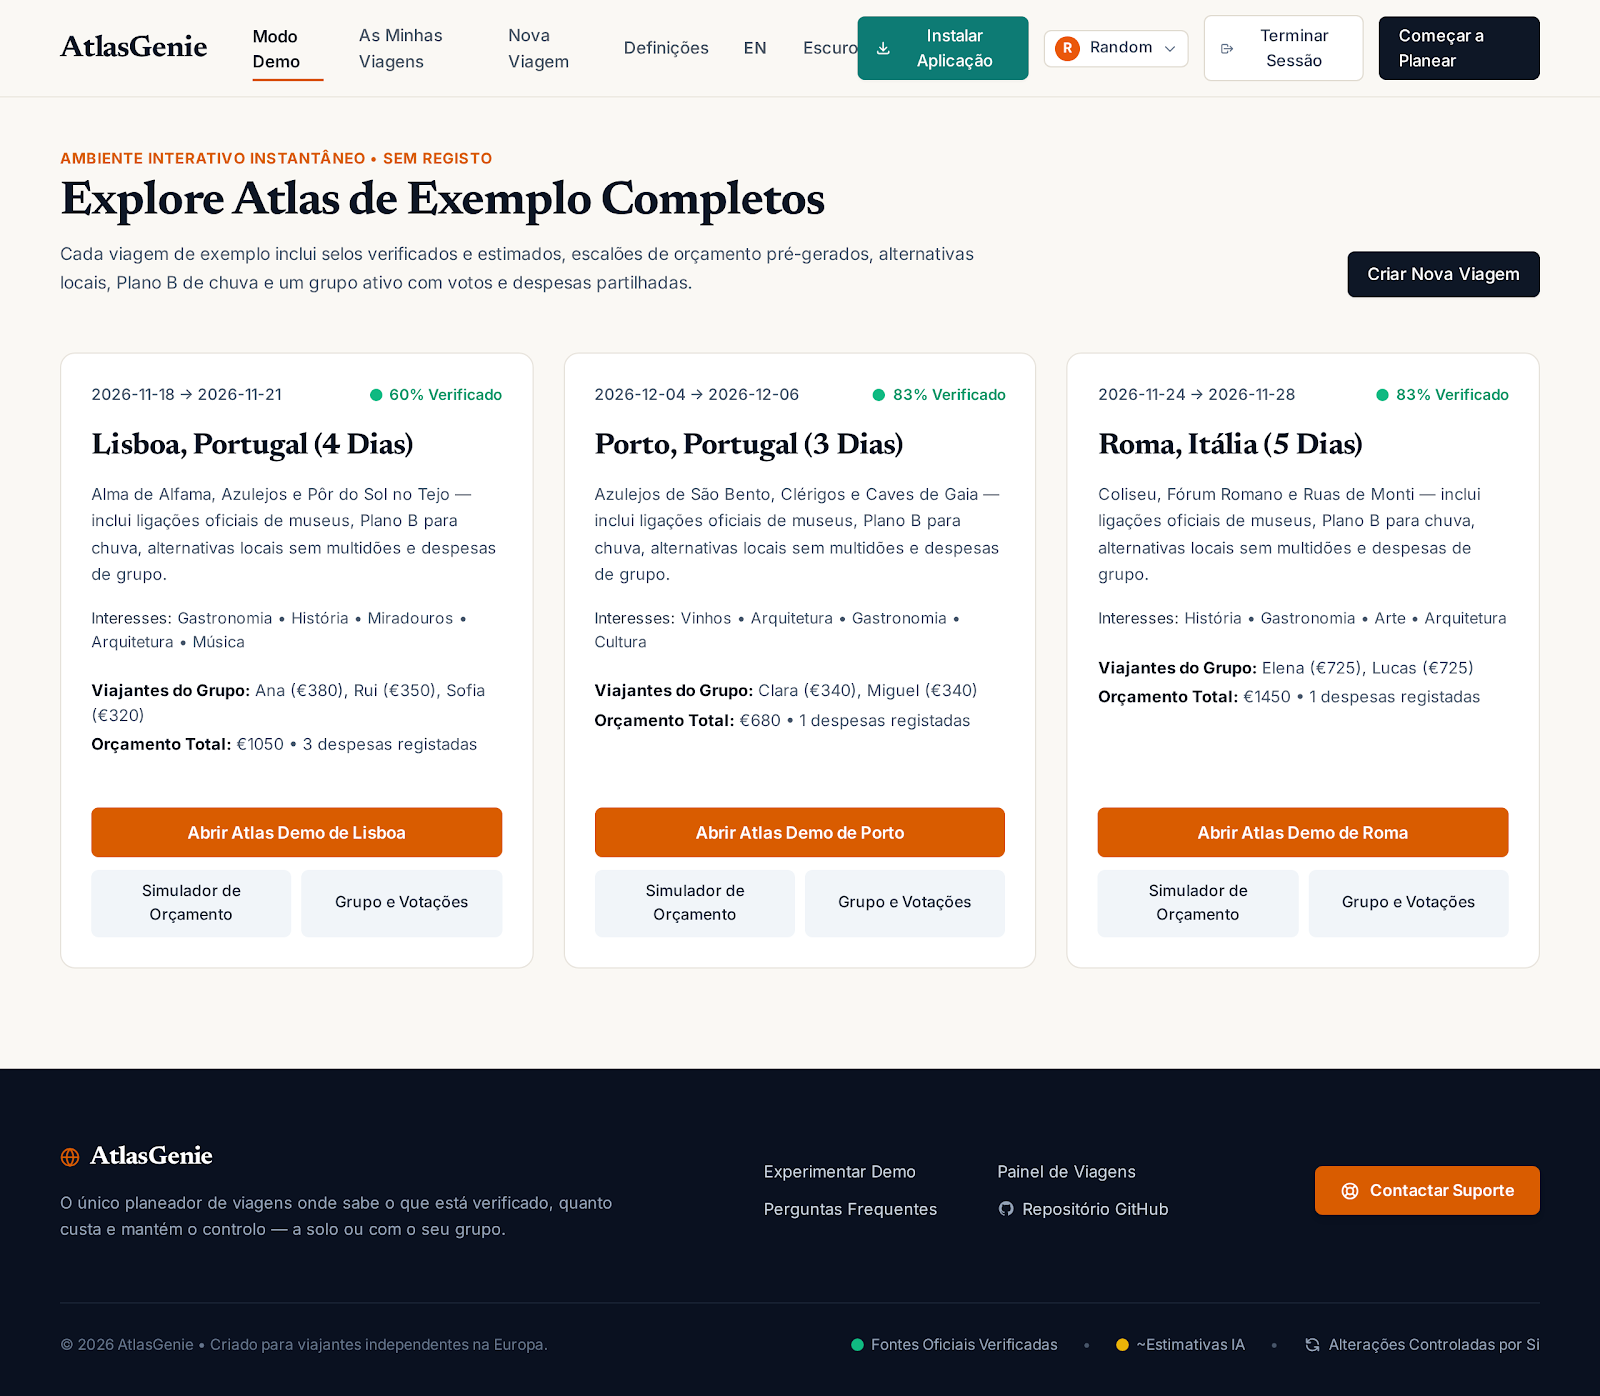 AtlasGenie
Modo
Demo
As Minhas
Viagens
Nova
Viagem
Definições
EN
Escuro
Instalar
Aplicação
R
Random
Terminar
Sessão
Começar a
Planear
AMBIENTE INTERATIVO INSTANTÂNEO • SEM REGISTO
Explore Atlas de Exemplo Completos
Cada viagem de exemplo inclui selos verificados e estimados, escalões de orçamento pré-gerados, alternativas
locais, Plano B de chuva e um grupo ativo com votos e despesas partilhadas.
Criar Nova Viagem
2026-11-18 → 2026-11-21
60% Verificado
Lisboa, Portugal (4 Dias)
Alma de Alfama, Azulejos e Pôr do Sol no Tejo —
inclui ligações oficiais de museus, Plano B para
chuva, alternativas locais sem multidões e despesas
de grupo.
Interesses: Gastronomia • História • Miradouros •
Arquitetura • Música
Viajantes do Grupo: Ana (€380), Rui (€350), Sofia
(€320)
Orçamento Total: €1050 • 3 despesas registadas
Abrir Atlas Demo de Lisboa
Simulador de
Orçamento
Grupo e Votações
2026-12-04 → 2026-12-06
83% Verificado
Porto, Portugal (3 Dias)
Azulejos de São Bento, Clérigos e Caves de Gaia —
inclui ligações oficiais de museus, Plano B para
chuva, alternativas locais sem multidões e despesas
de grupo.
Interesses: Vinhos • Arquitetura • Gastronomia •
Cultura
Viajantes do Grupo: Clara (€340), Miguel (€340)
Orçamento Total: €680 • 1 despesas registadas
Abrir Atlas Demo de Porto
Simulador de
Orçamento
Grupo e Votações
2026-11-24 → 2026-11-28
83% Verificado
Roma, Itália (5 Dias)
Coliseu, Fórum Romano e Ruas de Monti — inclui
ligações oficiais de museus, Plano B para chuva,
alternativas locais sem multidões e despesas de
grupo.
Interesses: História • Gastronomia • Arte • Arquitetura
Viajantes do Grupo: Elena (€725), Lucas (€725)
Orçamento Total: €1450 • 1 despesas registadas
Abrir Atlas Demo de Roma
Simulador de
Orçamento
Grupo e Votações
AtlasGenie
O único planeador de viagens onde sabe o que está verificado, quanto
custa e mantém o controlo — a solo ou com o seu grupo.
Experimentar Demo
Painel de Viagens
Perguntas Frequentes
Repositório GitHub
Contactar Suporte
© 2026 AtlasGenie • Criado para viajantes independentes na Europa.
Fontes Oficiais Verificadas
•
~Estimativas IA
•
Alterações Controladas por Si